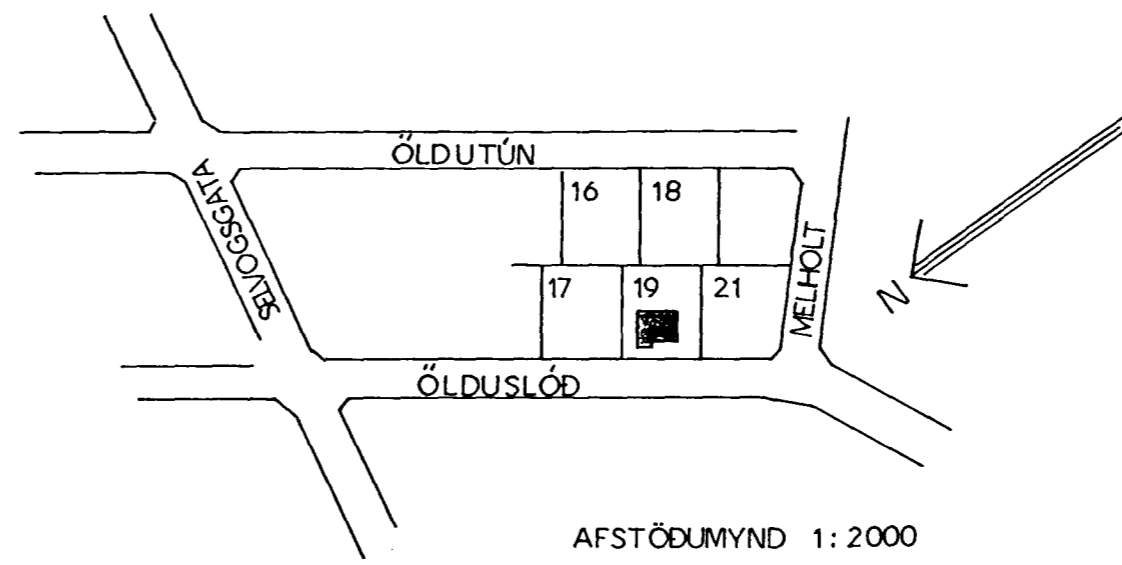 ÖLDUTÚN
SELVOGSGATA
16
18
17
19
21
MELHOLT
N
ÖLDUSLÓÐ
AFSTÖÐUMYND 1:2000